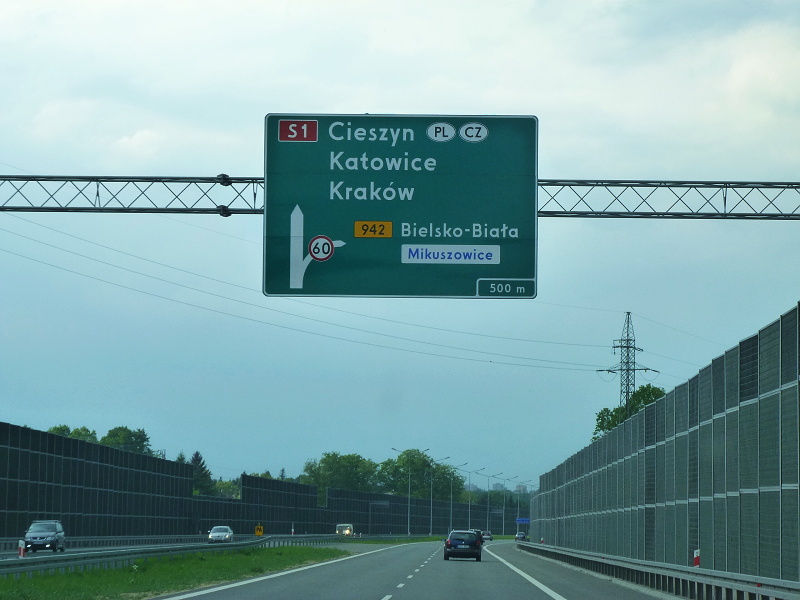 S1 Cieszyn PL CZ
Katowice
Kraków
942 Bielsko-Biała
60 Mikuszowice
500 m